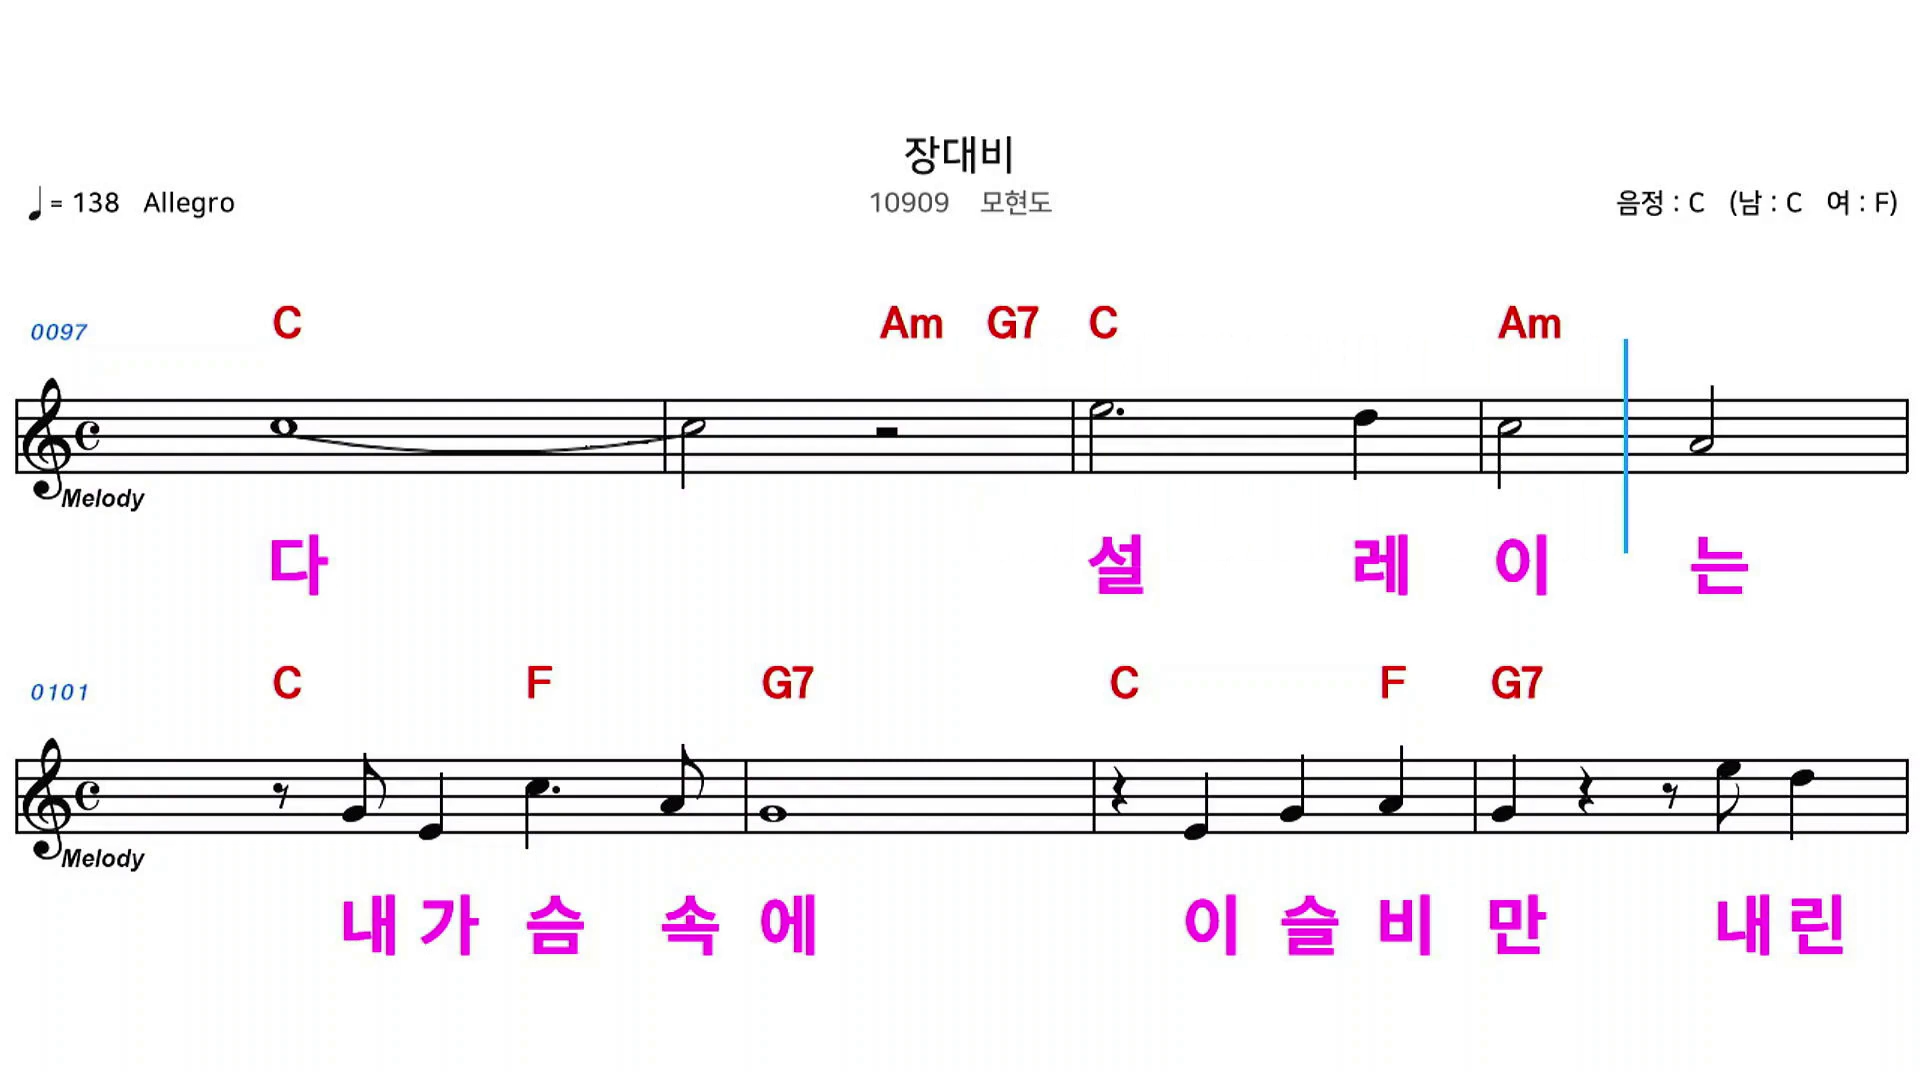 장대비
♩ = 138 Allegro
10909 모현도
음정 : C (남 : C 여 : F)
0097
C Am G7 C Am
Melody
다 설 레 이 는
0101
C F G7 C F G7
Melody
내 가 슴 속 에 이 슬 비 만 내 린